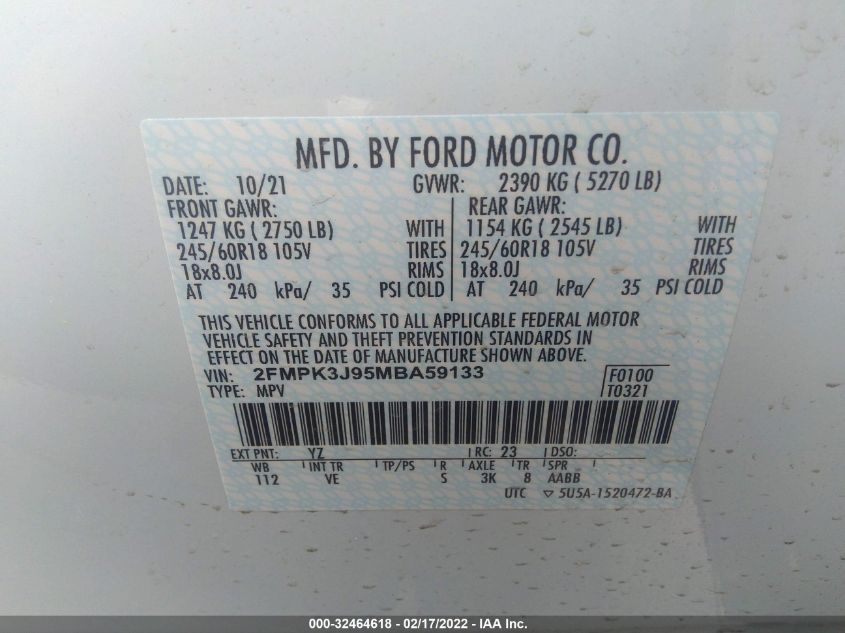 MFD. BY FORD MOTOR CO.
DATE: 10/21 GVWR: 2390 KG ( 5270 LB)
FRONT GAWR: REAR GAWR:
1247 KG ( 2750 LB) WITH 1154 KG ( 2545 LB) WITH
245/60R18 105V TIRES 245/60R18 105V TIRES
18x8.0J RIMS 18x8.0J RIMS
AT 240 kPa/ 35 PSI COLD AT 240 kPa/ 35 PSI COLD
THIS VEHICLE CONFORMS TO ALL APPLICABLE FEDERAL MOTOR
VEHICLE SAFETY AND THEFT PREVENTION STANDARDS IN
EFFECT ON THE DATE OF MANUFACTURE SHOWN ABOVE.
VIN: 2FMPK3J95MBA59133 F0100
TYPE: MPV T0321
EXT PNT: YZ RC: 23 DSO:
WB INT TR TP/PS R AXLE TR SPR
112 VE S 3K 8 AABB
UTC ▽ 5U5A-1520472-BA
000-32464618 - 02/17/2022 - IAA Inc.